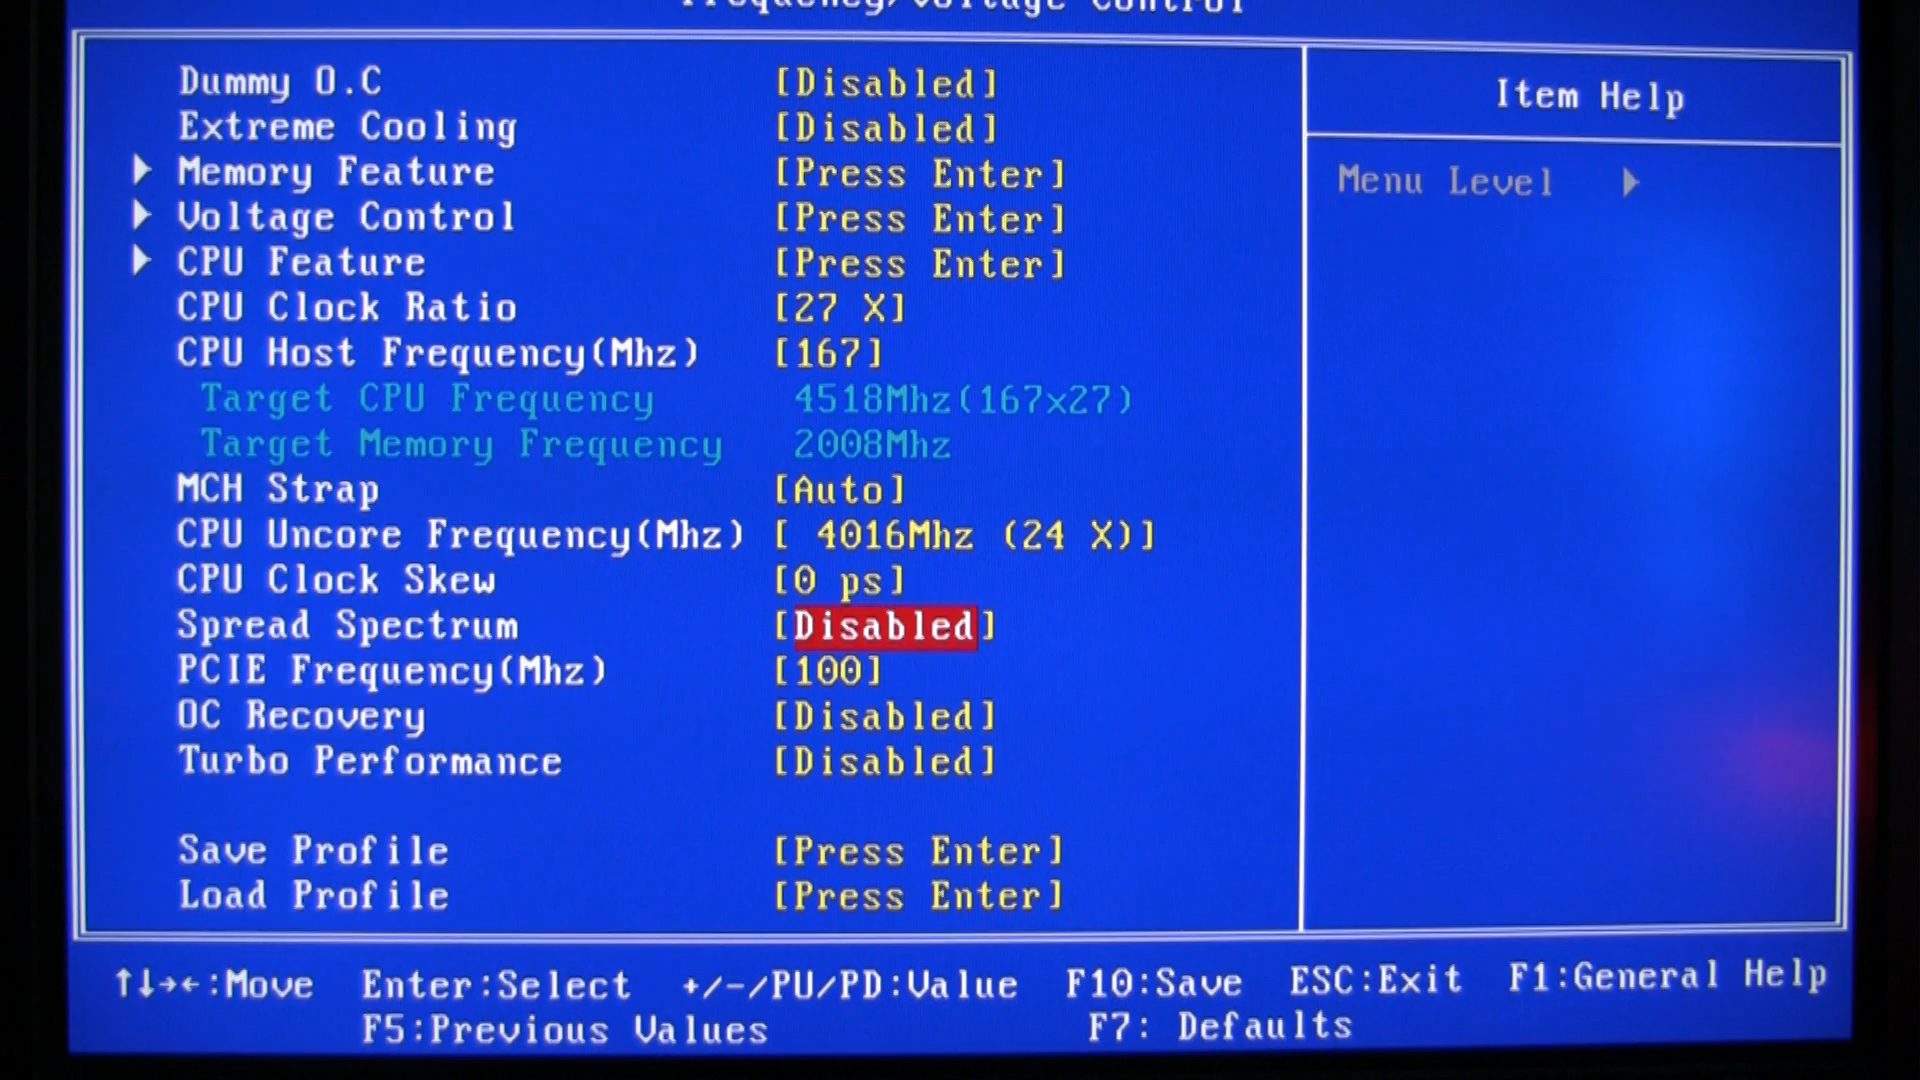 Frequency/Voltage Control
Dummy O.C [Disabled]
Extreme Cooling [Disabled]
Memory Feature [Press Enter]
Voltage Control [Press Enter]
CPU Feature [Press Enter]
CPU Clock Ratio [27 X]
CPU Host Frequency(Mhz) [167]
Target CPU Frequency 4518Mhz(167x27)
Target Memory Frequency 2008Mhz
MCH Strap [Auto]
CPU Uncore Frequency(Mhz) [ 4016Mhz (24 X)]
CPU Clock Skew [0 ps]
Spread Spectrum [Disabled]
PCIE Frequency(Mhz) [100]
OC Recovery [Disabled]
Turbo Performance [Disabled]
Save Profile [Press Enter]
Load Profile [Press Enter]
Item Help
Menu Level ▶
↑↓→←:Move Enter:Select +/-/PU/PD:Value F10:Save ESC:Exit F1:General Help
F5:Previous Values F7: Defaults